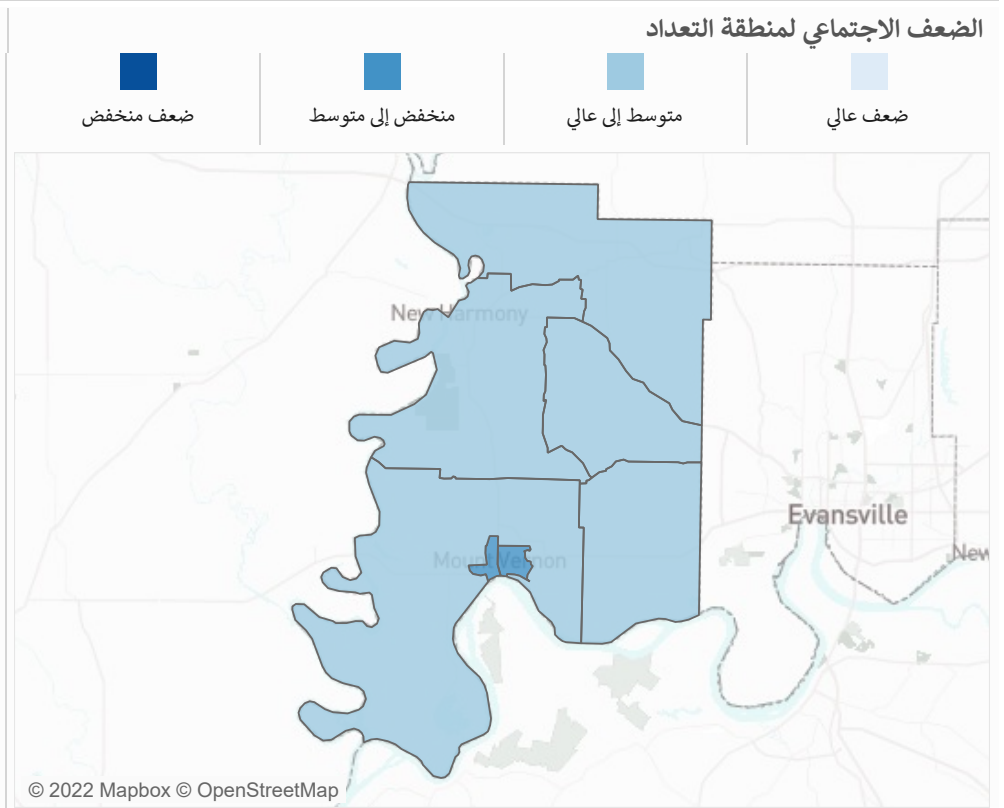 الضعف الاجتماعي لمنطقة التعداد
ضعف عالي
متوسط إلى عالي
منخفض إلى متوسط
ضعف منخفض
New Harmony
Evansville
Mount Vernon
New
© 2022 Mapbox © OpenStreetMap